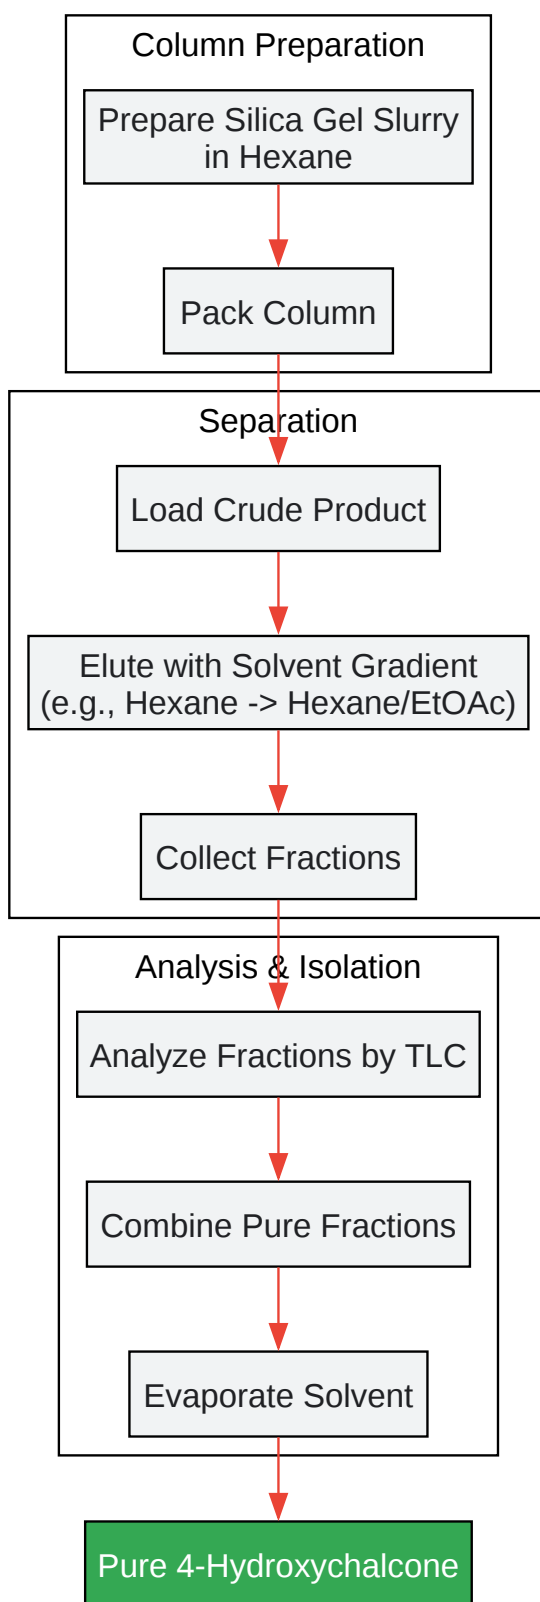 Column Preparation
Prepare Silica Gel Slurry
in Hexane
Pack Column
Separation
Load Crude Product
Elute with Solvent Gradient
(e.g., Hexane -> Hexane/EtOAc)
Collect Fractions
Analysis & Isolation
Analyze Fractions by TLC
Combine Pure Fractions
Evaporate Solvent
Pure 4-Hydroxychalcone